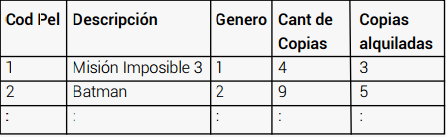 Cod Pel Descripción Genero Cant de Copias Copias alquiladas
1 Misión Imposible 3 1 4 3
2 Batman 2 9 5
: : : : :